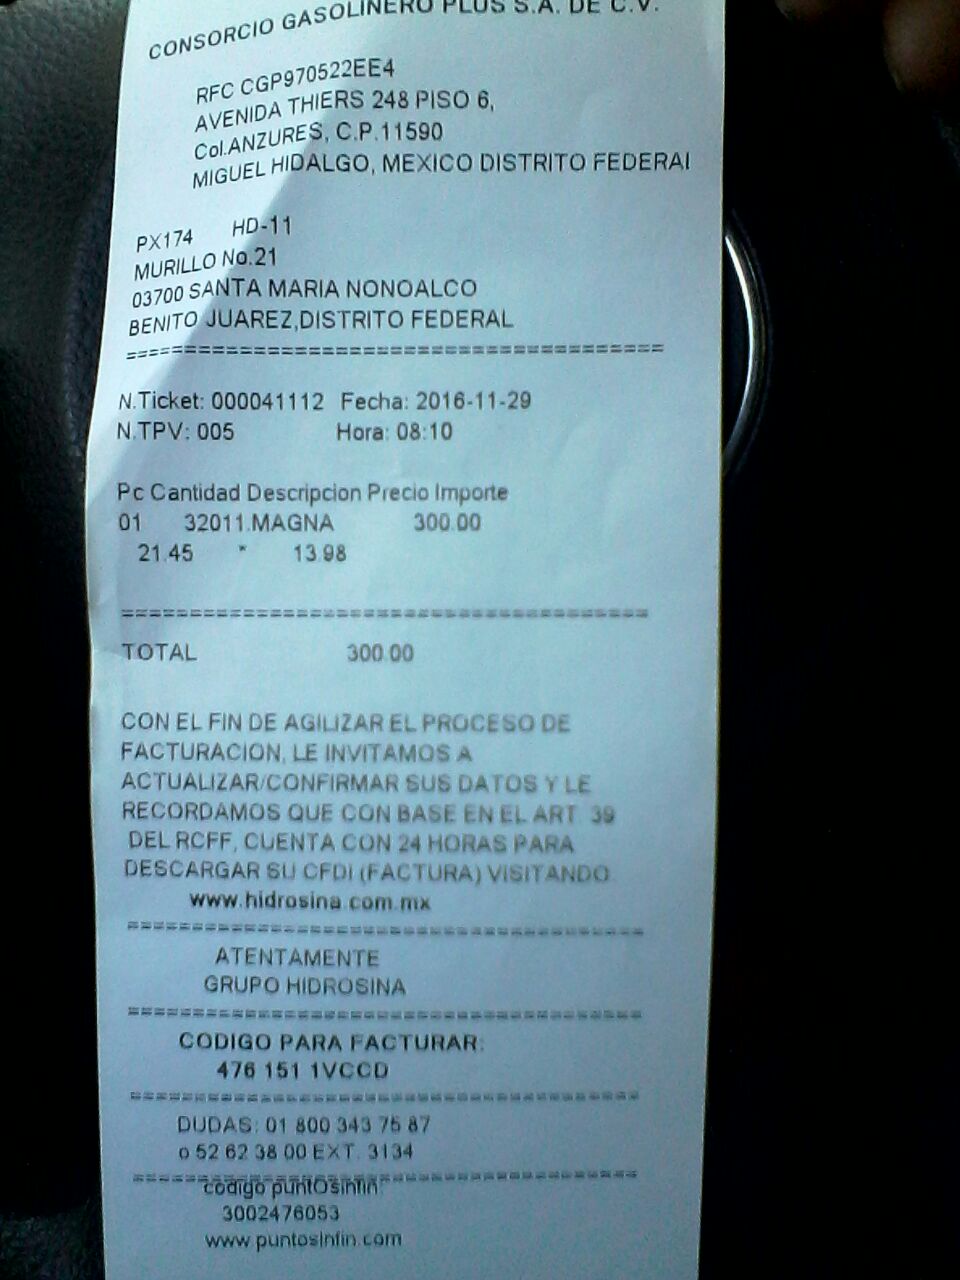 CONSORCIO GASOLINERO PLUS S.A. DE C.V.
RFC CGP970522EE4
AVENIDA THIERS 248 PISO 6,
Col.ANZURES, C.P.11590
MIGUEL HIDALGO, MEXICO DISTRITO FEDERAl
PX174 HD-11
MURILLO No.21
03700 SANTA MARIA NONOALCO
BENITO JUAREZ,DISTRITO FEDERAL
========================================
N.Ticket: 000041112 Fecha: 2016-11-29
N.TPV: 005 Hora: 08:10
Pc Cantidad Descripcion Precio Importe
01 32011.MAGNA 300.00
21.45 * 13.98
========================================
TOTAL 300.00
CON EL FIN DE AGILIZAR EL PROCESO DE
FACTURACION, LE INVITAMOS A
ACTUALIZAR/CONFIRMAR SUS DATOS Y LE
RECORDAMOS QUE CON BASE EN EL ART. 39
DEL RCFF, CUENTA CON 24 HORAS PARA
DESCARGAR SU CFDI (FACTURA) VISITANDO
www.hidrosina.com.mx
========================================
ATENTAMENTE
GRUPO HIDROSINA
========================================
CODIGO PARA FACTURAR:
476 151 1VCCD
========================================
DUDAS: 01 800 343 75 87
o 52 62 38 00 EXT. 3134
========================================
codigo puntOsinfin:
3002476053
www.puntosinfin.com